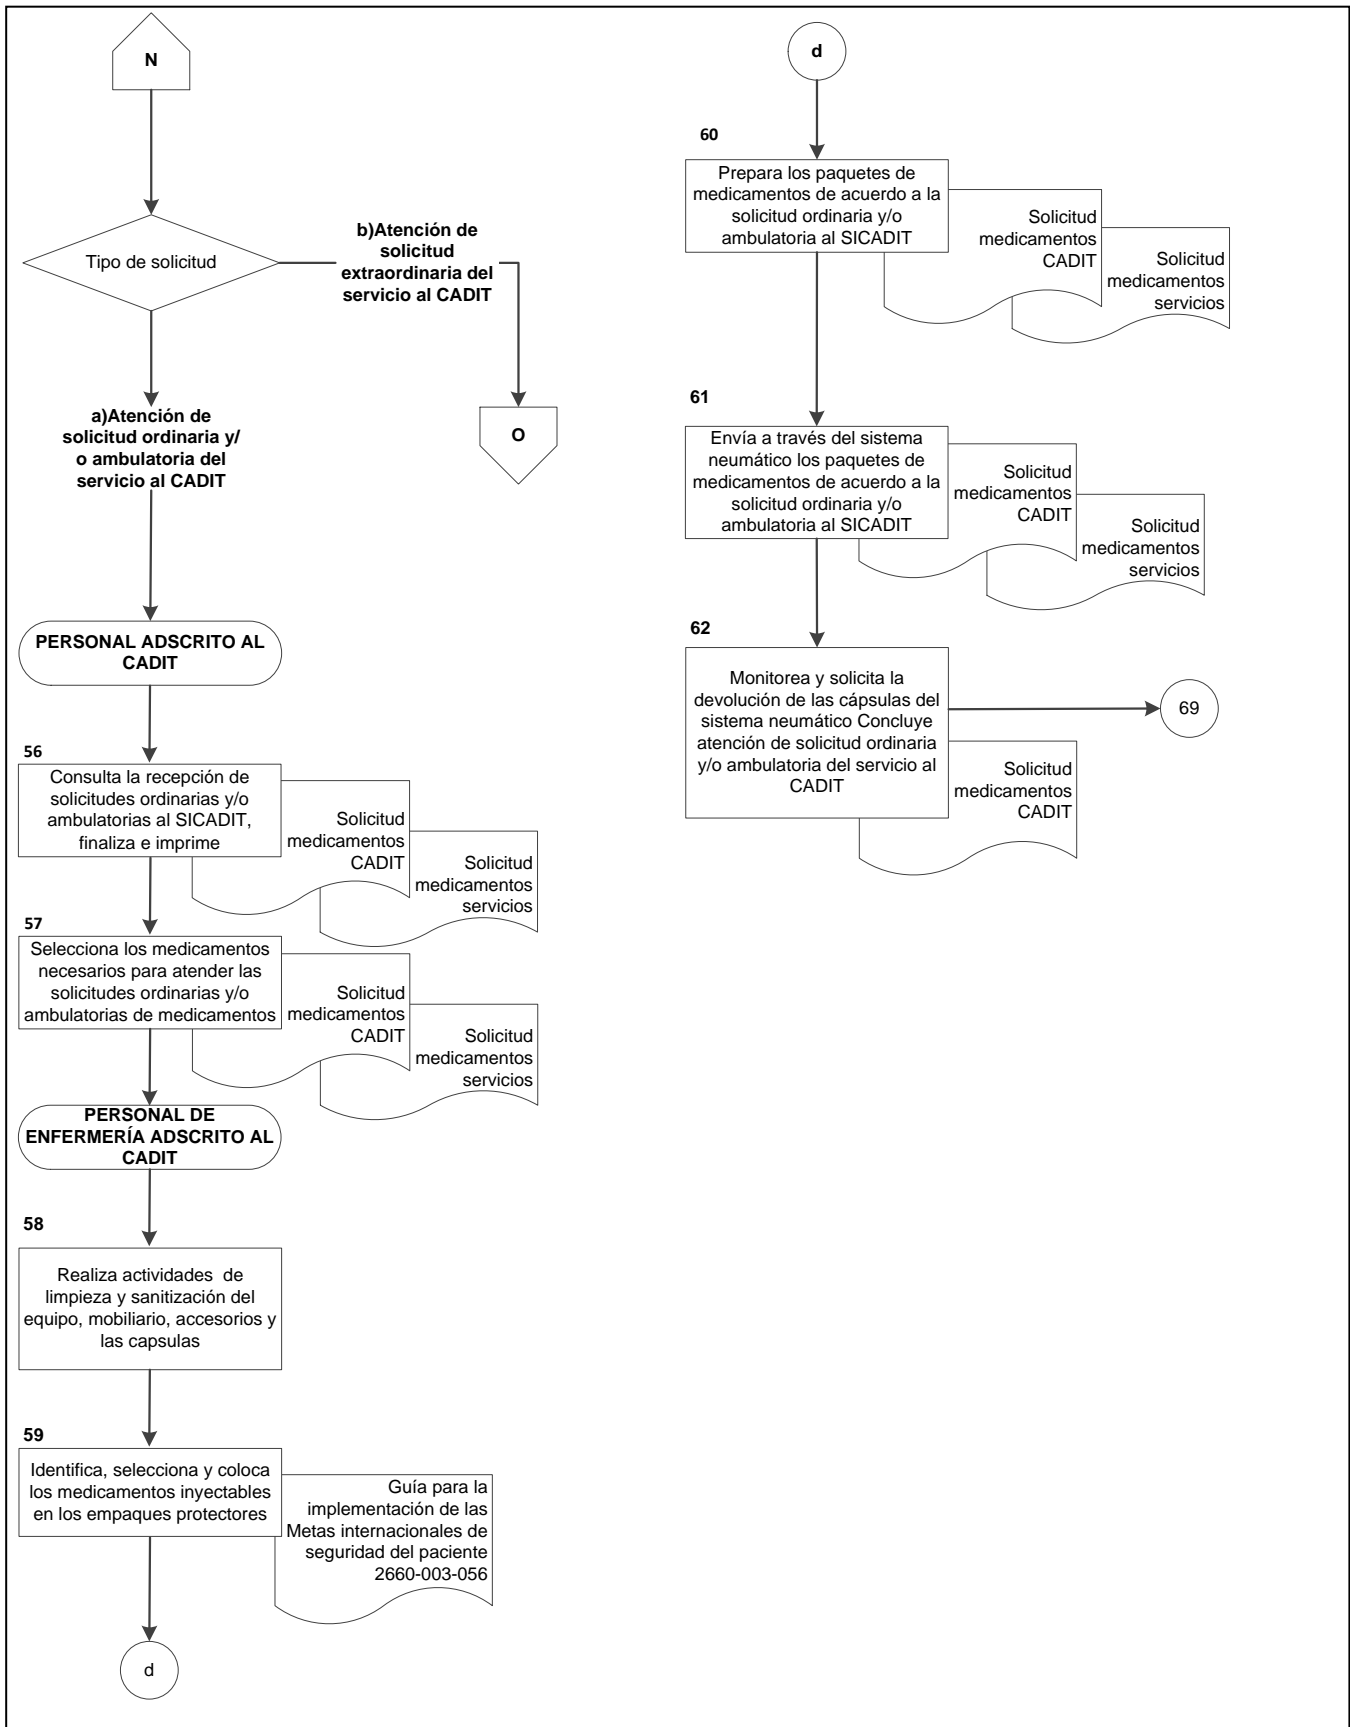 N
Tipo de solicitud
b)Atención de
solicitud
extraordinaria del
servicio al CADIT
O
a)Atención de
solicitud ordinaria y/
o ambulatoria del
servicio al CADIT
PERSONAL ADSCRITO AL
CADIT
56
Consulta la recepción de
solicitudes ordinarias y/o
ambulatorias al SICADIT,
finaliza e imprime
Solicitud
medicamentos
CADIT
Solicitud
medicamentos
servicios
57
Selecciona los medicamentos
necesarios para atender las
solicitudes ordinarias y/o
ambulatorias de medicamentos
Solicitud
medicamentos
CADIT
Solicitud
medicamentos
servicios
PERSONAL DE
ENFERMERÍA ADSCRITO AL
CADIT
58
Realiza actividades de
limpieza y sanitización del
equipo, mobiliario, accesorios y
las capsulas
59
Identifica, selecciona y coloca
los medicamentos inyectables
en los empaques protectores
Guía para la
implementación de las
Metas internacionales de
seguridad del paciente
2660-003-056
d
d
60
Prepara los paquetes de
medicamentos de acuerdo a la
solicitud ordinaria y/o
ambulatoria al SICADIT
Solicitud
medicamentos
CADIT
Solicitud
medicamentos
servicios
61
Envía a través del sistema
neumático los paquetes de
medicamentos de acuerdo a la
solicitud ordinaria y/o
ambulatoria al SICADIT
Solicitud
medicamentos
CADIT
Solicitud
medicamentos
servicios
62
Monitorea y solicita la
devolución de las cápsulas del
sistema neumático Concluye
atención de solicitud ordinaria
y/o ambulatoria del servicio al
CADIT
69
Solicitud
medicamentos
CADIT